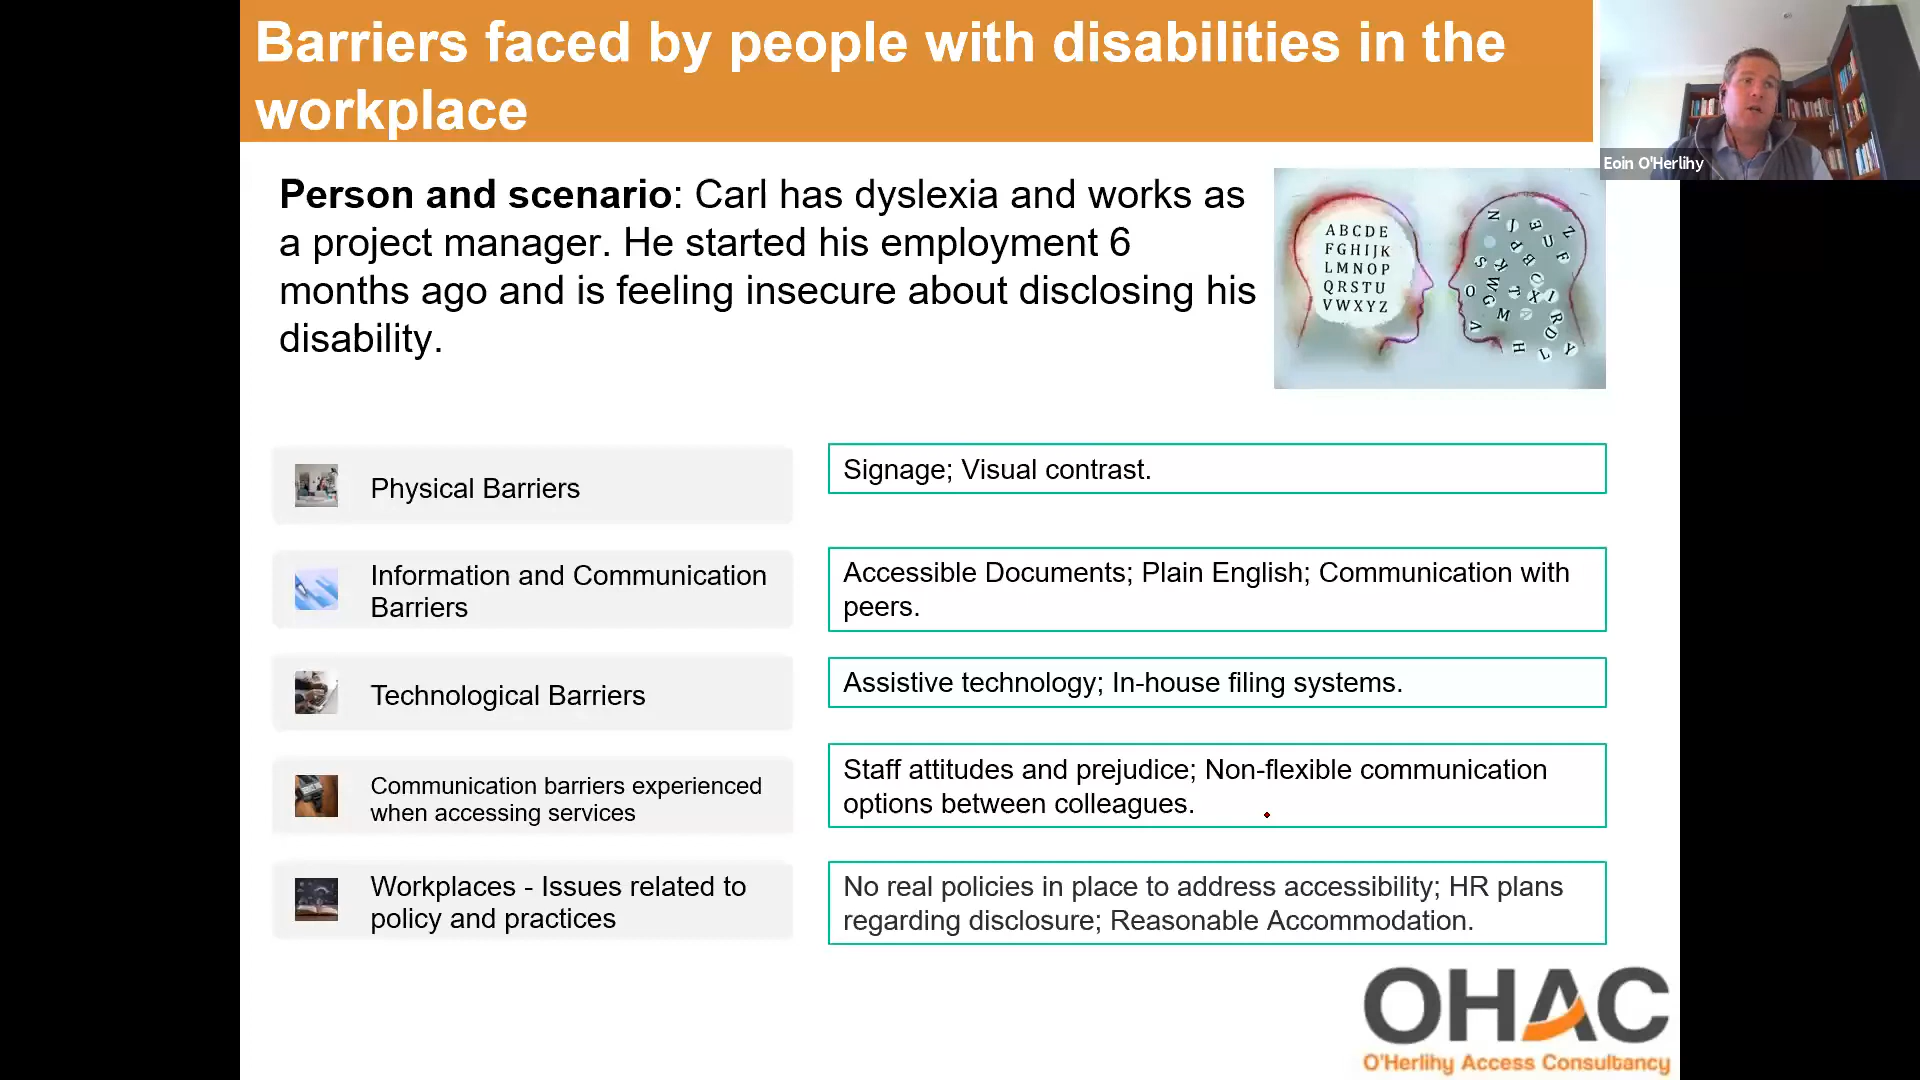 Barriers faced by people with disabilities in the
workplace
Eoin O'Herlihy
Person and scenario: Carl has dyslexia and works as
a project manager. He started his employment 6
months ago and is feeling insecure about disclosing his
disability.
A B C D E
F G H I J K
L M N O P
Q R S T U
V W X Y Z
Physical Barriers
Signage; Visual contrast.
Information and Communication
Barriers
Accessible Documents; Plain English; Communication with
peers.
Technological Barriers
Assistive technology; In-house filing systems.
Communication barriers experienced
when accessing services
Staff attitudes and prejudice; Non-flexible communication
options between colleagues.
Workplaces - Issues related to
policy and practices
No real policies in place to address accessibility; HR plans
regarding disclosure; Reasonable Accommodation.
OHAC
O'Herlihy Access Consultancy